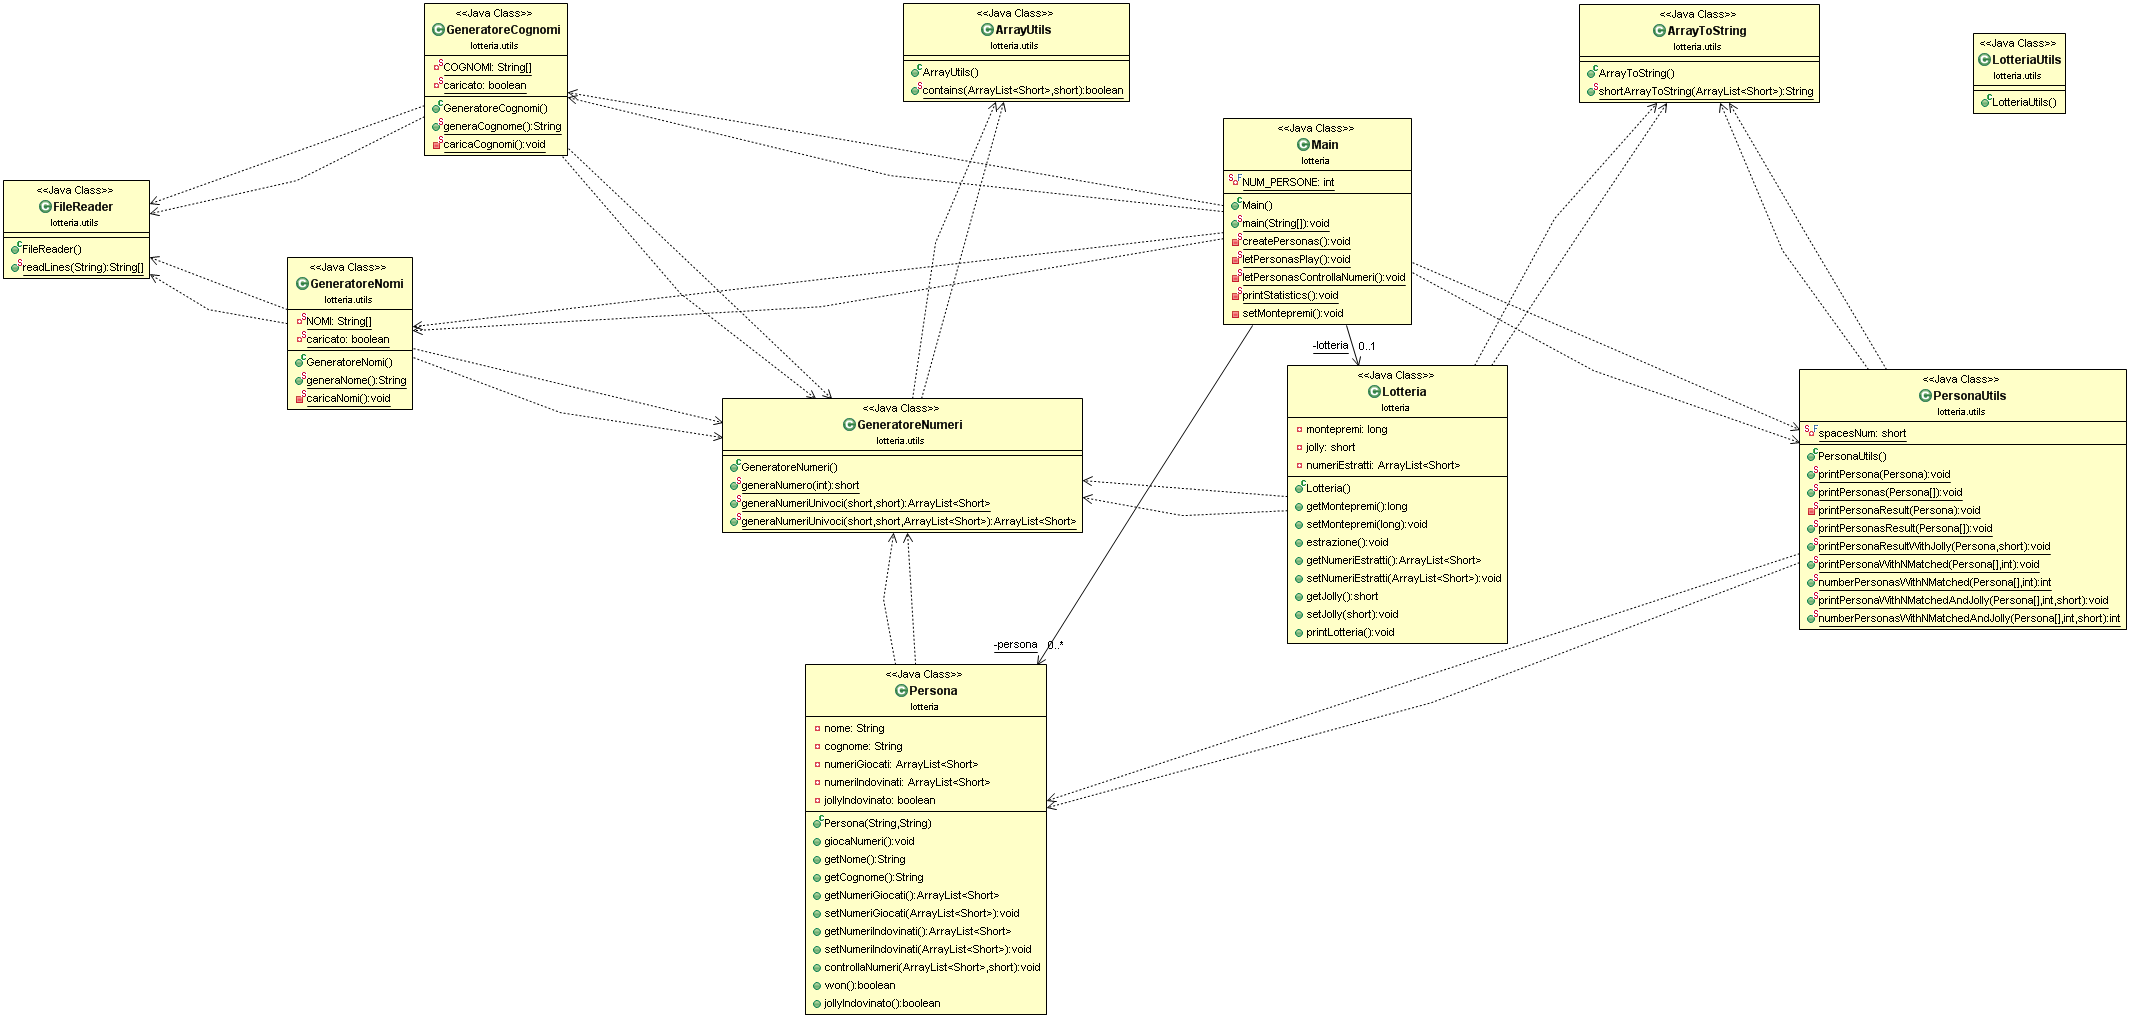 <<Java Class>>
GeneratoreCognomi
lotteria.utils
COGNOMI: String[]
caricato: boolean
GeneratoreCognomi()
generaCognome():String
caricaCognomi():void
<<Java Class>>
ArrayUtils
lotteria.utils
ArrayUtils()
contains(ArrayList<Short>,short):boolean
<<Java Class>>
ArrayToString
lotteria.utils
ArrayToString()
shortArrayToString(ArrayList<Short>):String
<<Java Class>>
LotteriaUtils
lotteria.utils
LotteriaUtils()
<<Java Class>>
Main
lotteria
NUM_PERSONE: int
Main()
main(String[]):void
createPersonas():void
letPersonasPlay():void
letPersonasControllaNumeri():void
printStatistics():void
setMontepremi():void
<<Java Class>>
FileReader
lotteria.utils
FileReader()
readLines(String):String[]
<<Java Class>>
GeneratoreNomi
lotteria.utils
NOMI: String[]
caricato: boolean
GeneratoreNomi()
generaNome():String
caricaNomi():void
-lotteria 0..1
<<Java Class>>
Lotteria
lotteria
montepremi: long
jolly: short
numeriEstratti: ArrayList<Short>
Lotteria()
getMontepremi():long
setMontepremi(long):void
estrazione():void
getNumeriEstratti():ArrayList<Short>
setNumeriEstratti(ArrayList<Short>):void
getJolly():short
setJolly(short):void
printLotteria():void
<<Java Class>>
PersonaUtils
lotteria.utils
spacesNum: short
PersonaUtils()
printPersona(Persona):void
printPersonas(Persona[]):void
printPersonaResult(Persona):void
printPersonasResult(Persona[]):void
printPersonaResultWithJolly(Persona,short):void
printPersonaWithNMatched(Persona[],int):void
numberPersonasWithNMatched(Persona[],int):int
printPersonaWithNMatchedAndJolly(Persona[],int,short):void
numberPersonasWithNMatchedAndJolly(Persona[],int,short):int
<<Java Class>>
GeneratoreNumeri
lotteria.utils
GeneratoreNumeri()
generaNumero(int):short
generaNumeriUnivoci(short,short):ArrayList<Short>
generaNumeriUnivoci(short,short,ArrayList<Short>):ArrayList<Short>
-persona 0..*
<<Java Class>>
Persona
lotteria
nome: String
cognome: String
numeriGiocati: ArrayList<Short>
numeriIndovinati: ArrayList<Short>
jollyIndovinato: boolean
Persona(String,String)
giocaNumeri():void
getNome():String
getCognome():String
getNumeriGiocati():ArrayList<Short>
setNumeriGiocati(ArrayList<Short>):void
getNumeriIndovinati():ArrayList<Short>
setNumeriIndovinati(ArrayList<Short>):void
controllaNumeri(ArrayList<Short>,short):void
won():boolean
jollyIndovinato():boolean